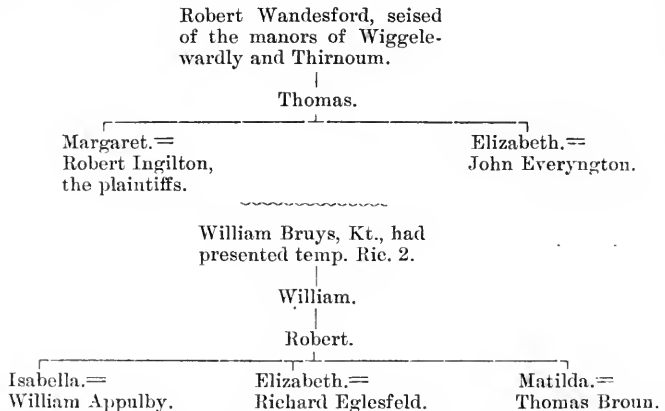 Robert Wandesford, seised
of the manors of Wiggele-
wardly and Thirnoum.
Thomas.
Margaret.=
Robert Ingilton,
the plaintiffs.
Elizabeth.=
John Everyngton.
William Bruys, Kt., had
presented temp. Ric. 2.
William.
Robert.
Isabella.=
William Appulby.
Elizabeth.=
Richard Eglesfeld.
Matilda.=
Thomas Broun.